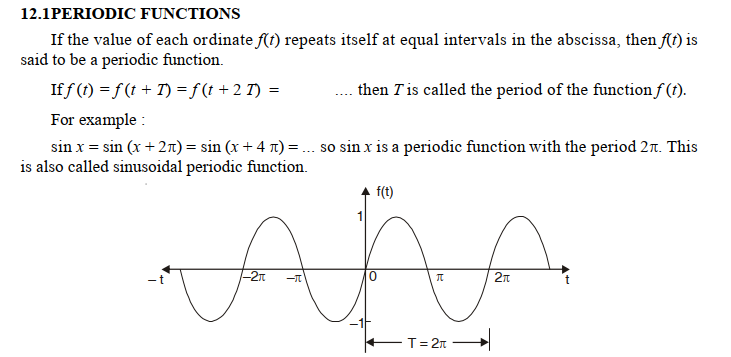 12.1PERIODIC FUNCTIONS
If the value of each ordinate f(t) repeats itself at equal intervals in the abscissa, then f(t) is
said to be a periodic function.
If f (t) = f (t + T) = f (t + 2 T) = .... then T is called the period of the function f (t).
For example :
sin x = sin (x + 2π) = sin (x + 4 π) = ... so sin x is a periodic function with the period 2π. This
is also called sinusoidal periodic function.
f(t)
1
– t –2π –π 0 π 2π t
–1
T = 2π